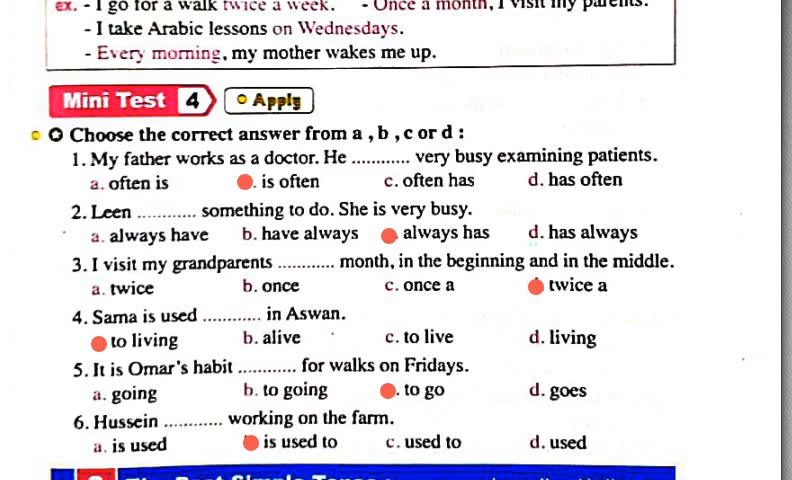 ex. - I go for a walk twice a week. - Once a month, I visit my parents.
- I take Arabic lessons on Wednesdays.
- Every morning, my mother wakes me up.
Mini Test 4 Apply
Choose the correct answer from a , b , c or d :
1. My father works as a doctor. He ............ very busy examining patients.
a. often is . is often c. often has d. has often
2. Leen ............ something to do. She is very busy.
a. always have b. have always always has d. has always
3. I visit my grandparents ............ month, in the beginning and in the middle.
a. twice b. once c. once a twice a
4. Sama is used ............ in Aswan.
to living b. alive c. to live d. living
5. It is Omar's habit ............ for walks on Fridays.
a. going b. to going . to go d. goes
6. Hussein ............ working on the farm.
a. is used is used to c. used to d. used